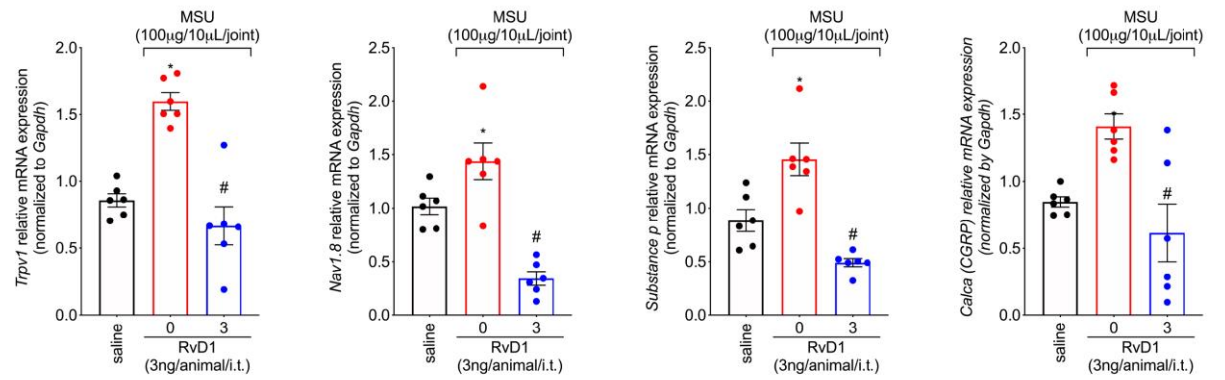 MSU
(100µg/10µL/joint)
Trpv1 relative mRNA expression
(normalized to Gapdh)
2.0
1.5
1.0
0.5
0.0
*
#
saline
0
3
RvD1
(3ng/animal/i.t.)
MSU
(100µg/10µL/joint)
Nav1.8 relative mRNA expression
(normalized to Gapdh)
2.5
2.0
1.5
1.0
0.5
0.0
*
#
saline
0
3
RvD1
(3ng/animal/i.t.)
MSU
(100µg/10µL/joint)
Substance p relative mRNA expression
(normalized to Gapdh)
2.5
2.0
1.5
1.0
0.5
0.0
*
#
saline
0
3
RvD1
(3ng/animal/i.t.)
MSU
(100µg/10µL/joint)
Calca (CGRP) relative mRNA expression
(normalized by Gapdh)
2.0
1.5
1.0
0.5
0.0
*
#
saline
0
3
RvD1
(3ng/animal/i.t.)